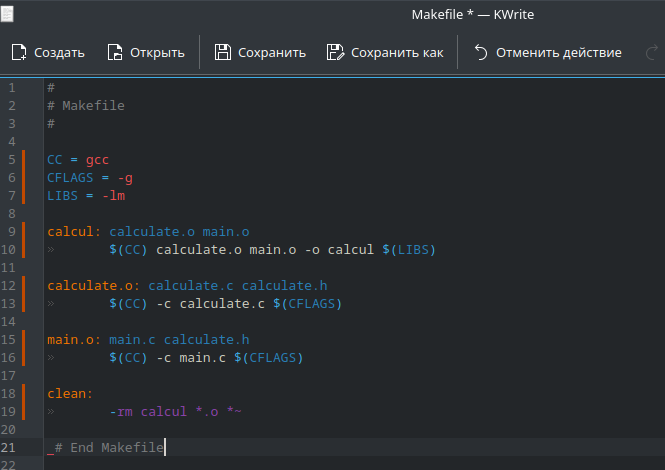 Makefile * — KWrite
Создать Открыть Сохранить Сохранить как Отменить действие
1 #
2 # Makefile
3 #
4
5 CC = gcc
6 CFLAGS = -g
7 LIBS = -lm
8
9 calcul: calculate.o main.o
10 » $(CC) calculate.o main.o -o calcul $(LIBS)
11
12 calculate.o: calculate.c calculate.h
13 » $(CC) -c calculate.c $(CFLAGS)
14
15 main.o: main.c calculate.h
16 » $(CC) -c main.c $(CFLAGS)
17
18 clean:
19 » -rm calcul *.o *~
20
21 # End Makefile
22